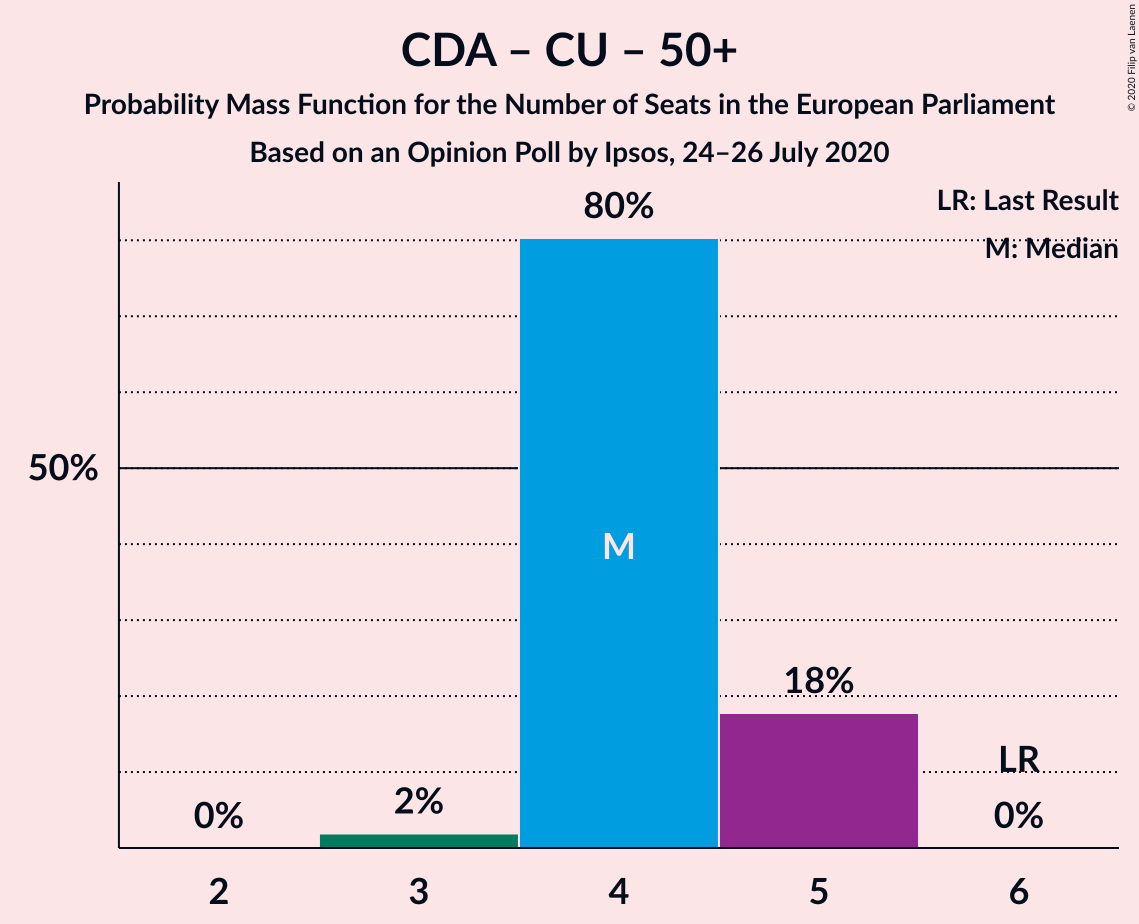 CDA – CU – 50+
Probability Mass Function for the Number of Seats in the European Parliament
Based on an Opinion Poll by Ipsos, 24–26 July 2020
© 2020 Filip van Laenen
LR: Last Result
M: Median
80%
50%
M
18%
LR
2%
0%
0%
2
3
4
5
6